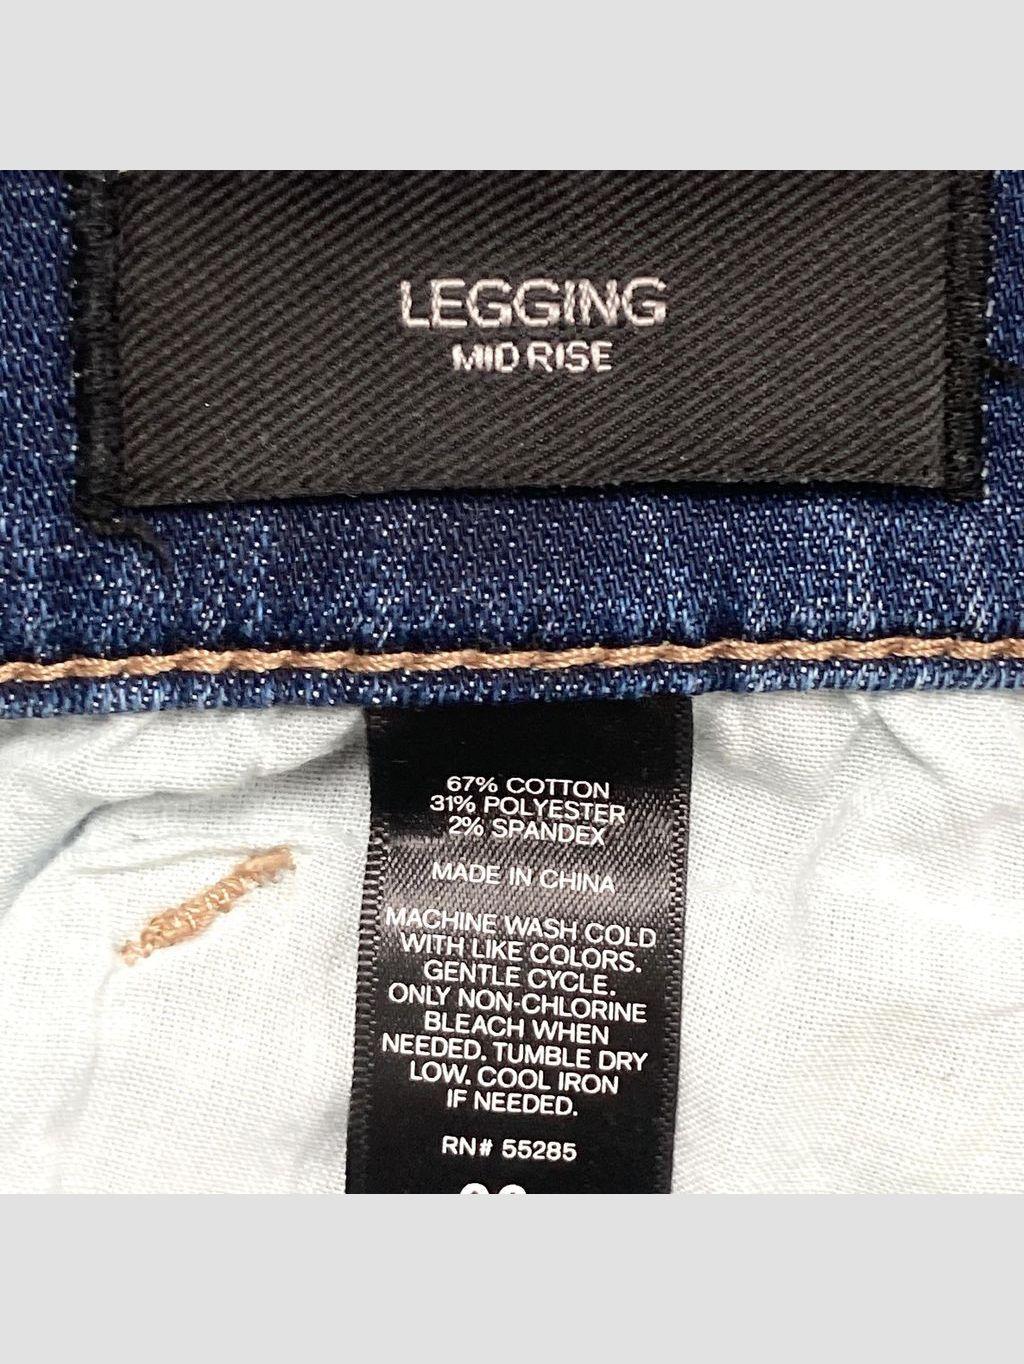 LEGGING
MID RISE
67% COTTON
31% POLYESTER
2% SPANDEX
MADE IN CHINA
MACHINE WASH COLD
WITH LIKE COLORS.
GENTLE CYCLE.
ONLY NON-CHLORINE
BLEACH WHEN
NEEDED. TUMBLE DRY
LOW. COOL IRON
IF NEEDED.
RN# 55285